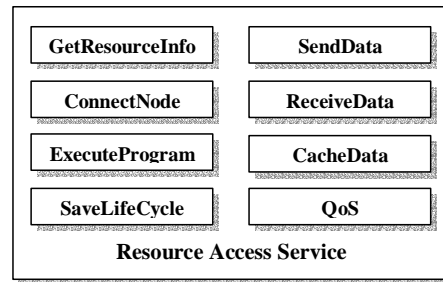 GetResourceInfo
SendData
ConnectNode
ReceiveData
ExecuteProgram
CacheData
SaveLifeCycle
QoS
Resource Access Service